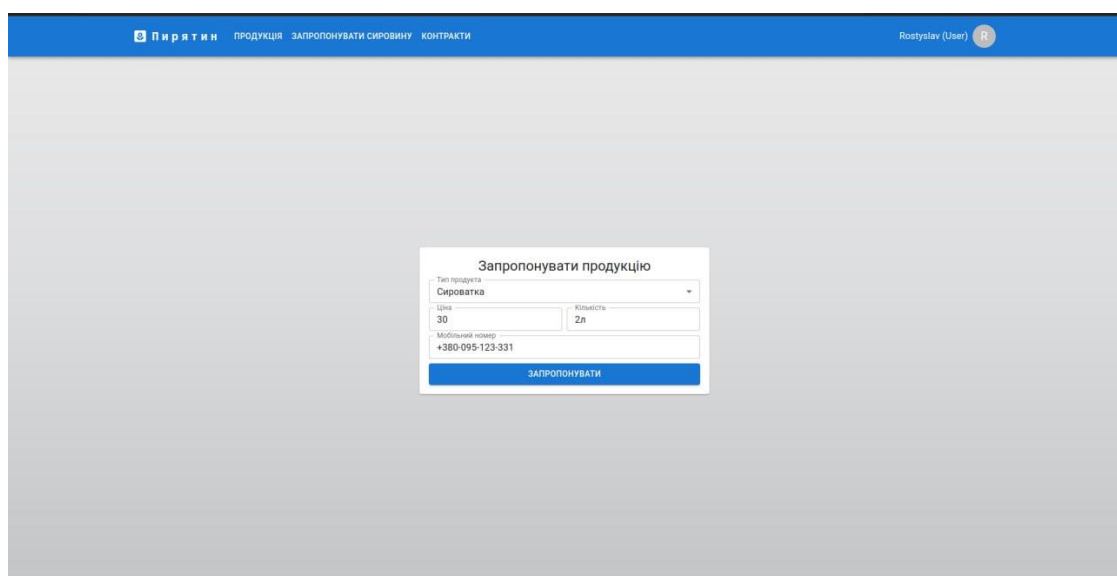 Пирятин ПРОДУКЦІЯ ЗАПРОПОНУВАТИ СИРОВИНУ КОНТРАКТИ Rostyslav (User) R
Запропонувати продукцію
Тип продукта
Сироватка
Ціна Кількість
30 2л
Мобільний номер
+380-095-123-331
ЗАПРОПОНУВАТИ